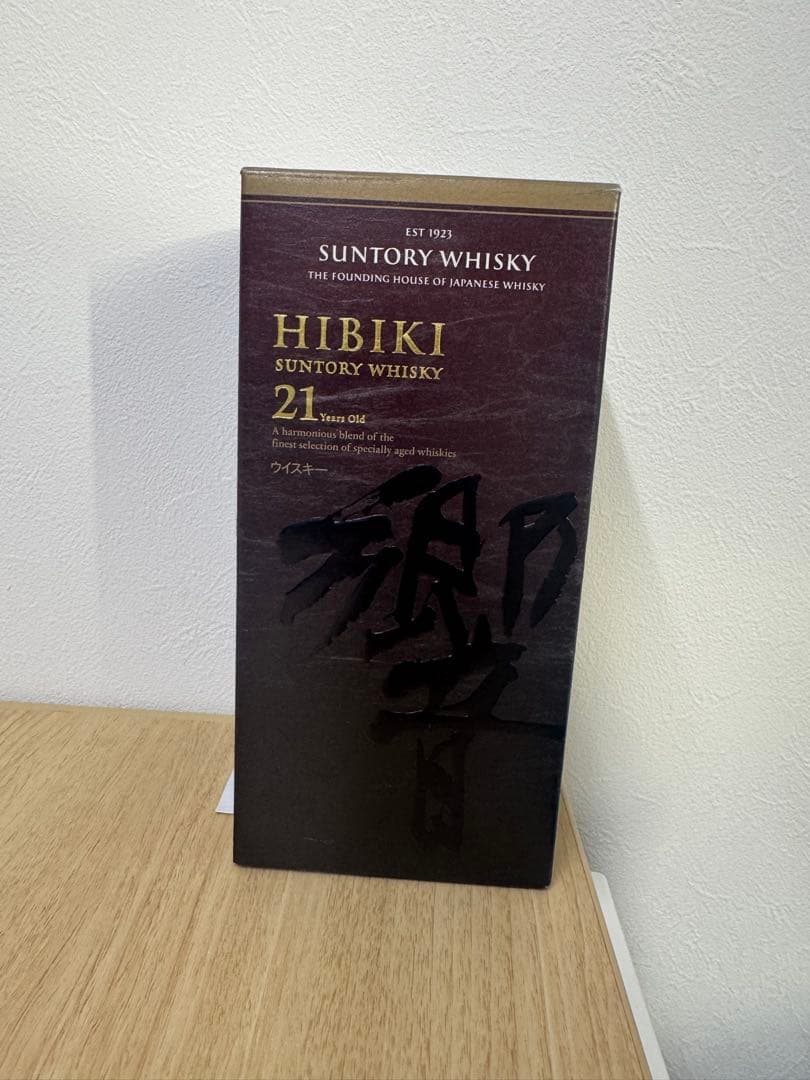 EST 1923
SUNTORY WHISKY
THE FOUNDING HOUSE OF JAPANESE WHISKY
HIBIKI
SUNTORY WHISKY
21 Years Old
A harmonious blend of the
finest selection of specially aged whiskies
ウイスキー
響